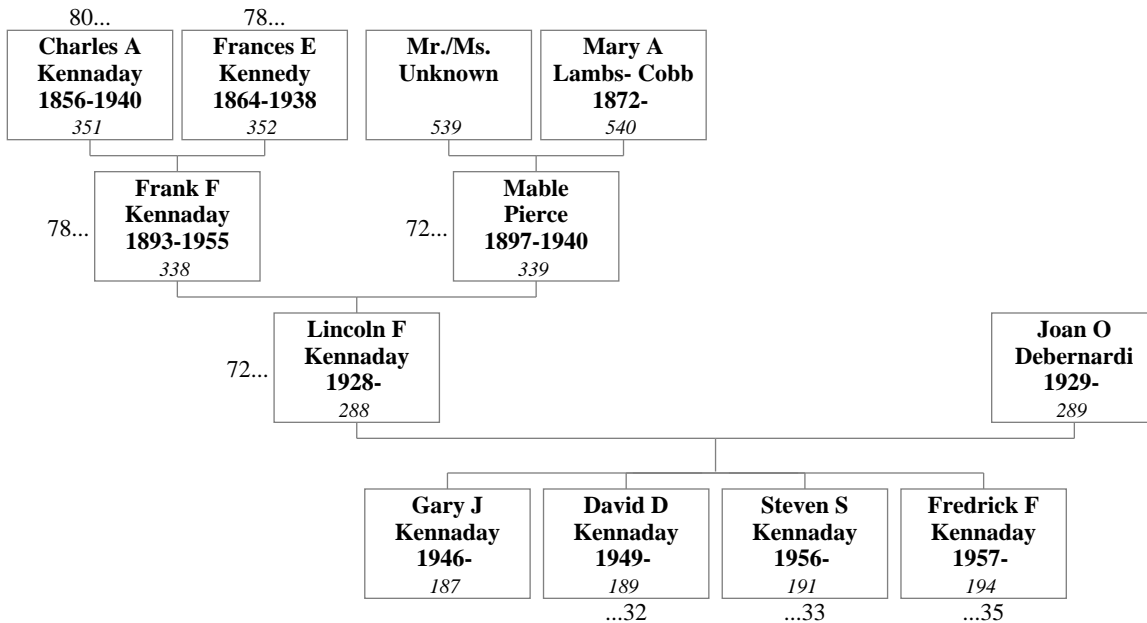 80...
78...
Charles A
Kennaday
1856-1940
351
Frances E
Kennedy
1864-1938
352
Mr./Ms.
Unknown
539
Mary A
Lambs- Cobb
1872-
540
78...
Frank F
Kennaday
1893-1955
338
72...
Mable
Pierce
1897-1940
339
72...
Lincoln F
Kennaday
1928-
288
Joan O
Debernardi
1929-
289
Gary J
Kennaday
1946-
187
David D
Kennaday
1949-
189
...32
Steven S
Kennaday
1956-
191
...33
Fredrick F
Kennaday
1957-
194
...35